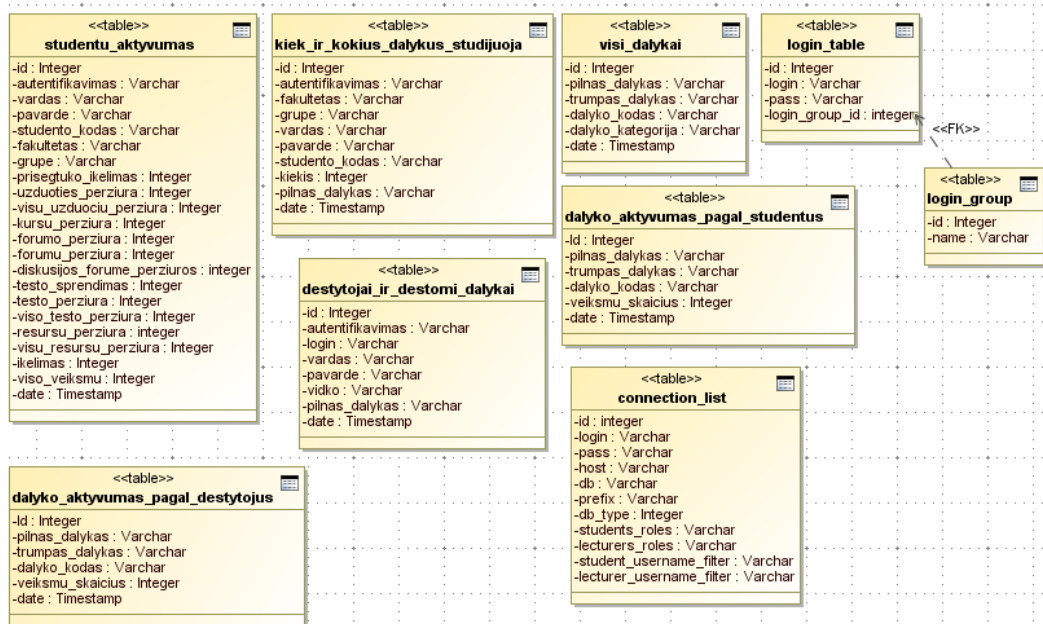 <<table>>
studentu_aktyvumas
-id : Integer
-autentifikavimas : Varchar
-vardas : Varchar
-pavarde : Varchar
-studento_kodas : Varchar
-fakultetas : Varchar
-grupe : Varchar
-prisegtuko_ikelimas : Integer
-uzduoties_perziura : Integer
-visu_uzduociu_perziura : Integer
-kursu_perziura : Integer
-forumo_perziura : Integer
-forumu_perziura : Integer
-diskusijos_forume_perziuros : integer
-testo_sprendimas : Integer
-testo_perziura : Integer
-viso_testo_perziura : Integer
-resursu_perziura : integer
-visu_resursu_perziura : Integer
-ikelimas : Integer
-viso_veiksmu : Integer
-date : Timestamp
<<table>>
kiek_ir_kokius_dalykus_studijuoja
-id : Integer
-autentifikavimas : Varchar
-fakultetas : Varchar
-grupe : Varchar
-vardas : Varchar
-pavarde : Varchar
-studento_kodas : Varchar
-kiekis : Integer
-pilnas_dalykas : Varchar
-date : Timestamp
<<table>>
visi_dalykai
-id : Integer
-pilnas_dalykas : Varchar
-trumpas_dalykas : Varchar
-dalyko_kodas : Varchar
-dalyko_kategorija : Varchar
-date : Timestamp
<<table>>
login_table
-id : Integer
-login : Varchar
-pass : Varchar
-login_group_id : integer
<<FK>>
<<table>>
login_group
-id : Integer
-name : Varchar
<<table>>
dalyko_aktyvumas_pagal_studentus
-Id : Integer
-pilnas_dalykas : Varchar
-trumpas_dalykas : Varchar
-dalyko_kodas : Varchar
-veiksmu_skaicius : Integer
-date : Timestamp
<<table>>
destytojai_ir_destomi_dalykai
-id : Integer
-autentifikavimas : Varchar
-login : Varchar
-vardas : Varchar
-pavarde : Varchar
-vidko : Varchar
-pilnas_dalykas : Varchar
-date : Timestamp
<<table>>
connection_list
-id : integer
-login : Varchar
-pass : Varchar
-host : Varchar
-db : Varchar
-prefix : Varchar
-db_type : Integer
-students_roles : Varchar
-lecturers_roles : Varchar
-student_username_filter : Varchar
-lecturer_username_filter : Varchar
<<table>>
dalyko_aktyvumas_pagal_destytojus
-Id : Integer
-pilnas_dalykas : Varchar
-trumpas_dalykas : Varchar
-dalyko_kodas : Varchar
-veiksmu_skaicius : Integer
-date : Timestamp